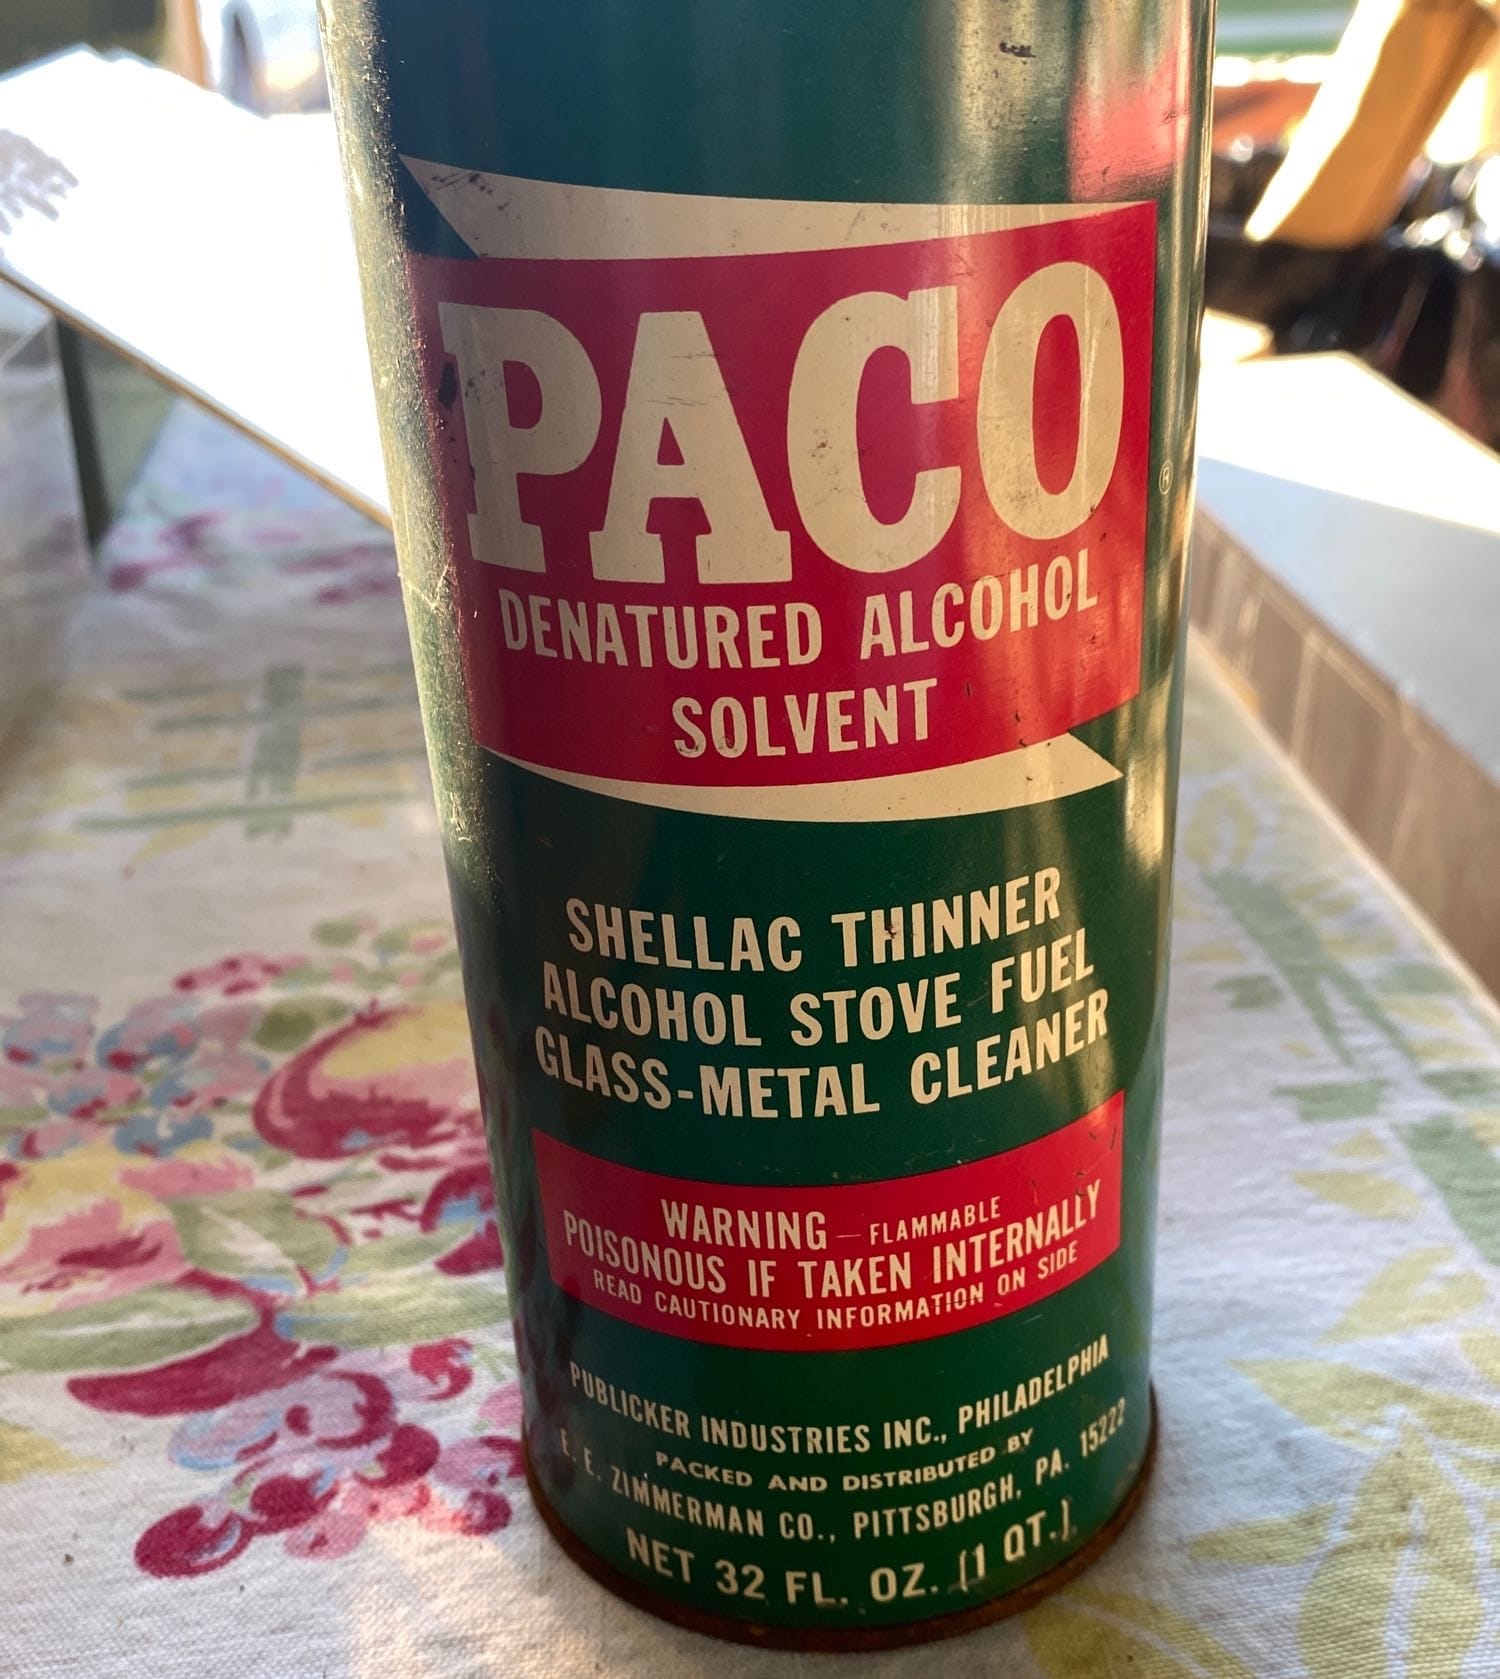 PACO
®
DENATURED ALCOHOL
SOLVENT
SHELLAC THINNER
ALCOHOL STOVE FUEL
GLASS-METAL CLEANER
WARNING — FLAMMABLE
POISONOUS IF TAKEN INTERNALLY
READ CAUTIONARY INFORMATION ON SIDE
PUBLICKER INDUSTRIES INC., PHILADELPHIA
PACKED AND DISTRIBUTED BY
E. E. ZIMMERMAN CO., PITTSBURGH, PA. 15222
NET 32 FL. OZ. (1 QT.)